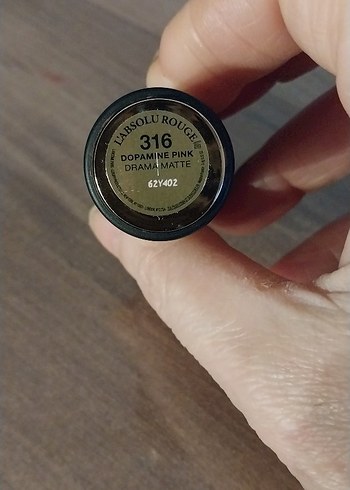 L'ABSOLU ROUGE
316
DOPAMINE PINK
DRAMA MATTE
62Y402